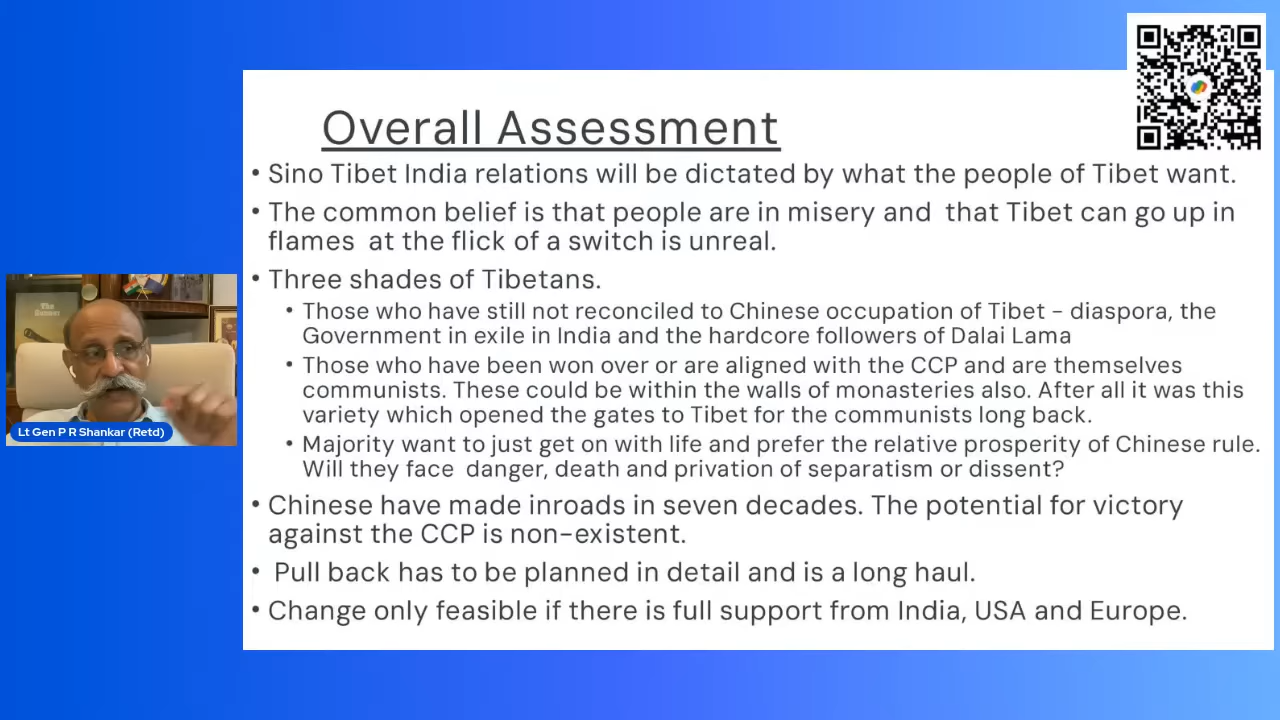 Overall Assessment
• Sino Tibet India relations will be dictated by what the people of Tibet want.
• The common belief is that people are in misery and that Tibet can go up in
flames at the flick of a switch is unreal.
• Three shades of Tibetans.
• Those who have still not reconciled to Chinese occupation of Tibet - diaspora, the
Government in exile in India and the hardcore followers of Dalai Lama
• Those who have been won over or are aligned with the CCP and are themselves
communists. These could be within the walls of monasteries also. After all it was this
variety which opened the gates to Tibet for the communists long back.
• Majority want to just get on with life and prefer the relative prosperity of Chinese rule.
Will they face danger, death and privation of separatism or dissent?
• Chinese have made inroads in seven decades. The potential for victory
against the CCP is non-existent.
• Pull back has to be planned in detail and is a long haul.
• Change only feasible if there is full support from India, USA and Europe.
Lt Gen P R Shankar (Retd)